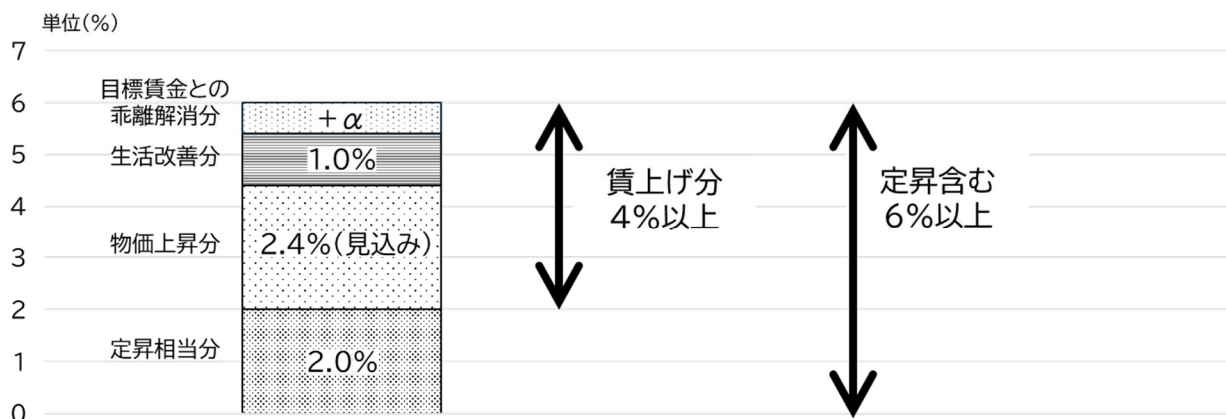 単位(%)
7
6
5
4
3
2
1
0
目標賃金との
乖離解消分
+α
生活改善分
1.0%
物価上昇分
2.4%(見込み)
定昇相当分
2.0%
賃上げ分
4%以上
定昇含む
6%以上